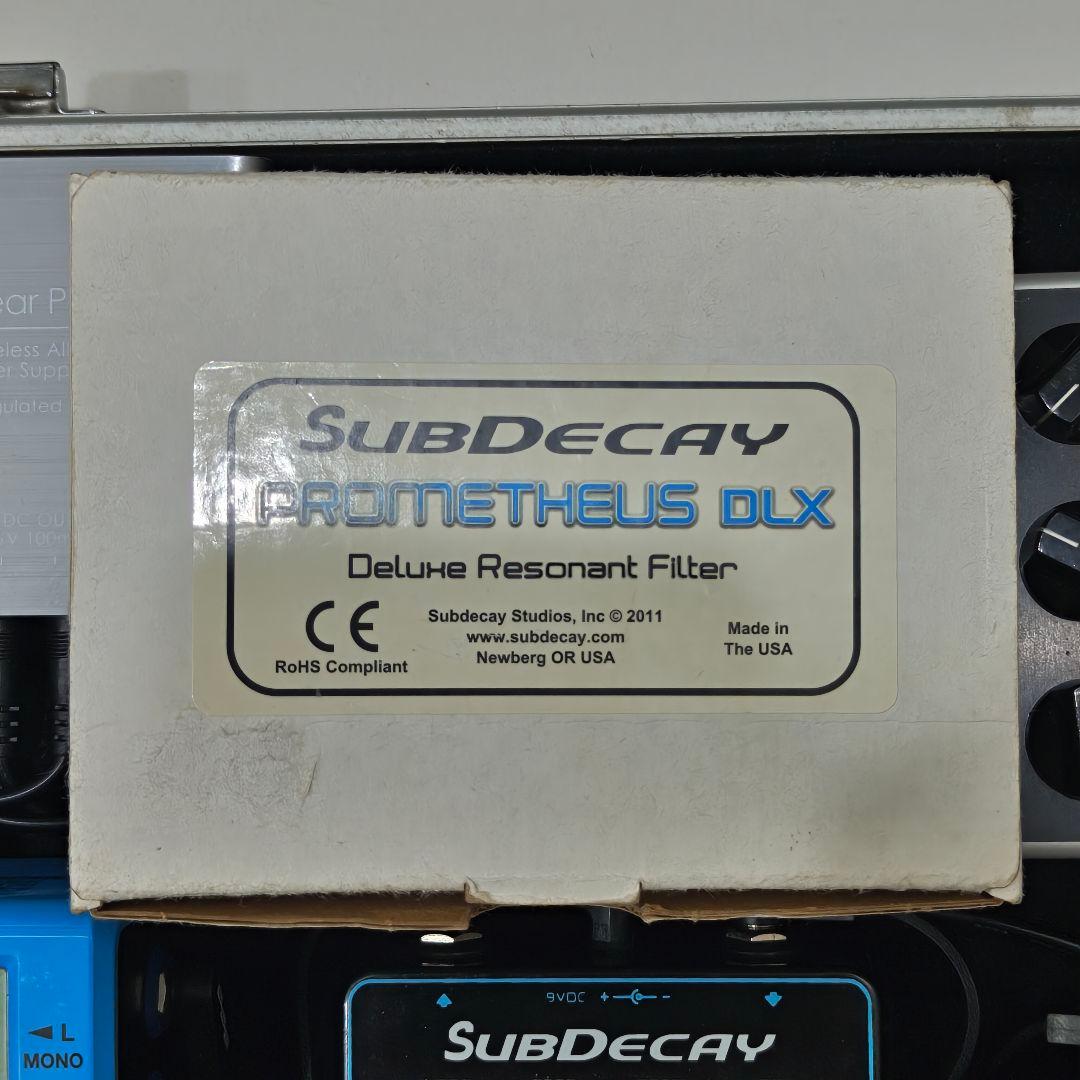 SUBDECAY
PROMETHEUS DLX
Deluxe Resonant Filter
CE
RoHS Compliant
Subdecay Studios, Inc © 2011
www.subdecay.com
Newberg OR USA
Made in
The USA
9VDC + -
SUBDECAY
L
MONO